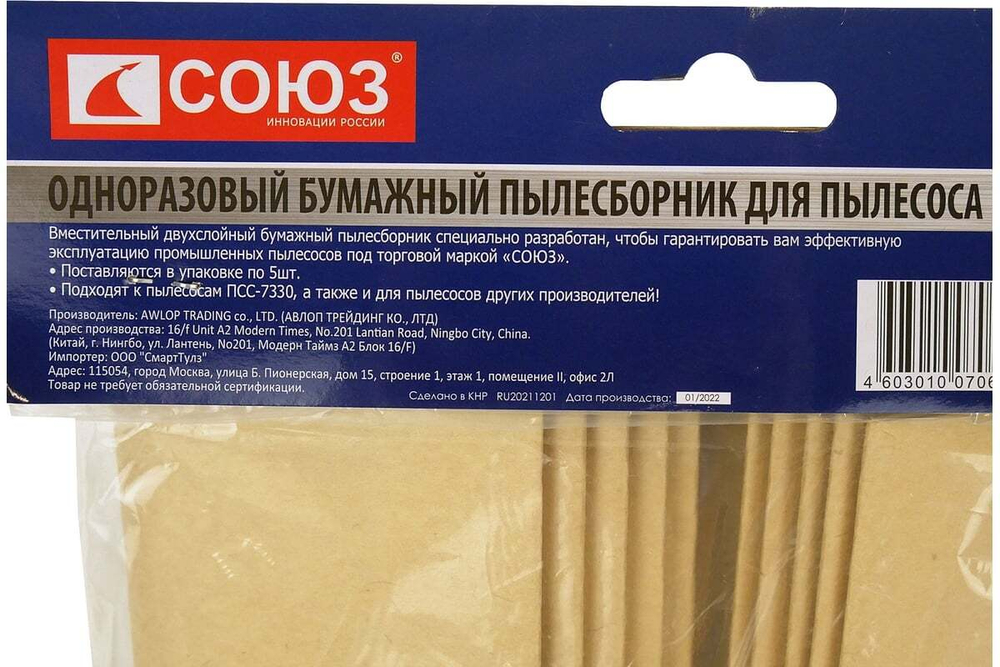 СОЮЗ®
ИННОВАЦИИ РОССИИ
ОДНОРАЗОВЫЙ БУМАЖНЫЙ ПЫЛЕСБОРНИК ДЛЯ ПЫЛЕСОСА
Вместительный двухслойный бумажный пылесборник специально разработан, чтобы гарантировать вам эффективную
эксплуатацию промышленных пылесосов под торговой маркой «СОЮЗ».
• Поставляются в упаковке по 5шт.
• Подходят к пылесосам ПСС-7330, а также и для пылесосов других производителей!
Производитель: AWLOP TRADING co., LTD. (АВЛОП ТРЕЙДИНГ КО., ЛТД)
Адрес производства: 16/f Unit A2 Modern Times, No.201 Lantian Road, Ningbo City, China.
(Китай, г. Нингбо, ул. Лантень, No201, Модерн Таймз А2 Блок 16/F)
Импортер: ООО "СмартТулз"
Адрес: 115054, город Москва, улица Б. Пионерская, дом 15, строение 1, этаж 1, помещение II, офис 2Л
Товар не требует обязательной сертификации.
Сделано в КНР RU20211201 Дата производства: 01/2022
4 603010 0706